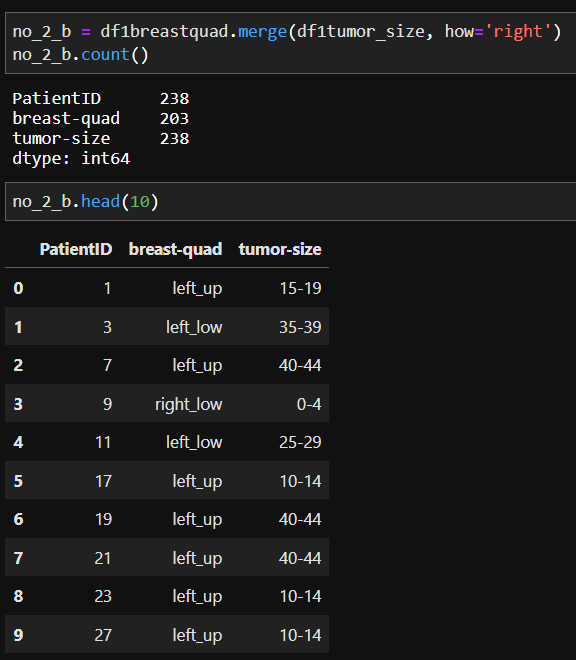 no_2_b = df1breastquad.merge(df1tumor_size, how='right')
no_2_b.count()
PatientID 238
breast-quad 203
tumor-size 238
dtype: int64
no_2_b.head(10)
PatientID breast-quad tumor-size
0 1 left_up 15-19
1 3 left_low 35-39
2 7 left_up 40-44
3 9 right_low 0-4
4 11 left_low 25-29
5 17 left_up 10-14
6 19 left_up 40-44
7 21 left_up 40-44
8 23 left_up 10-14
9 27 left_up 10-14